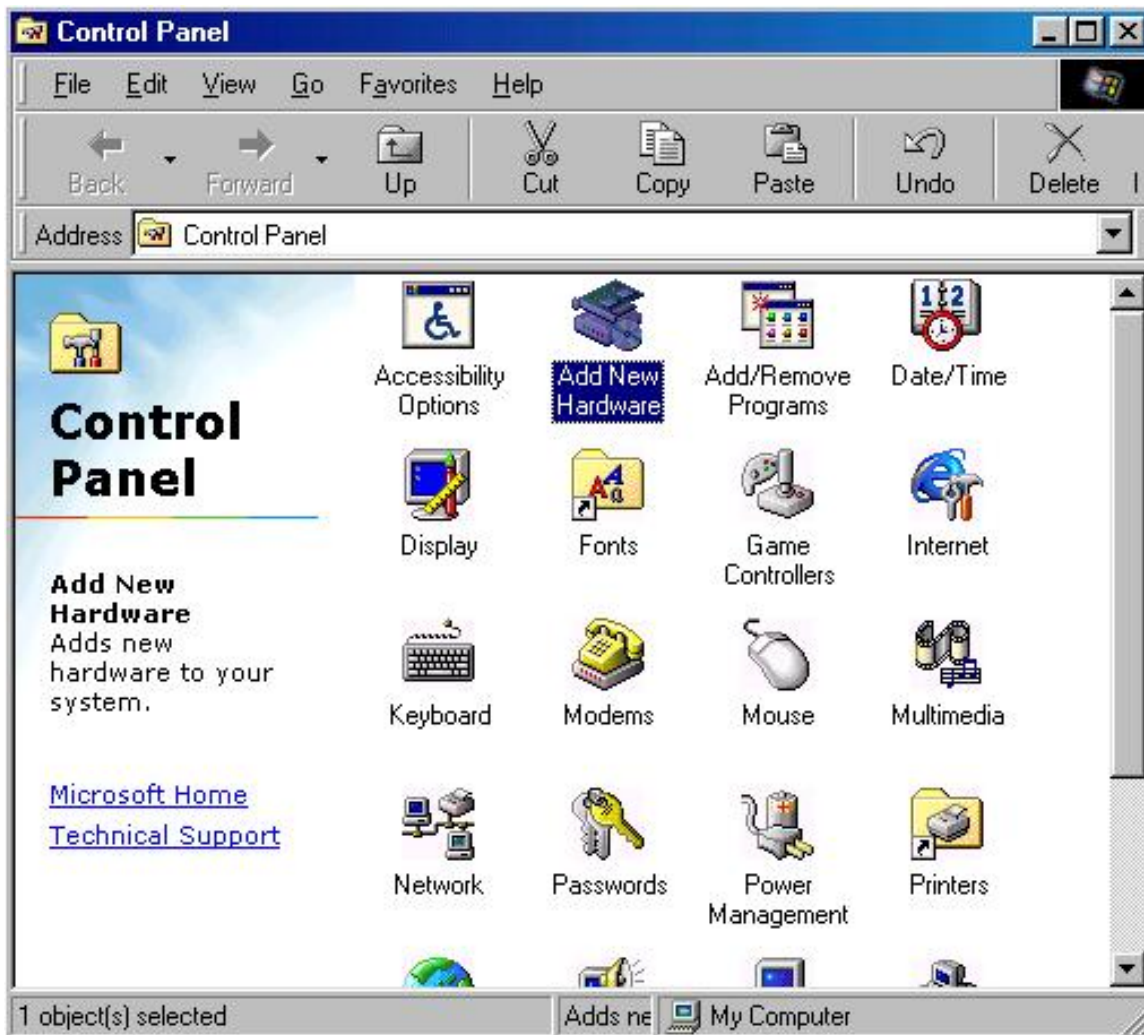 Control Panel
File Edit View Go Favorites Help
Back Forward Up Cut Copy Paste Undo Delete
Address Control Panel
Control
Panel
Add New
Hardware
Adds new
hardware to your
system.
Microsoft Home
Technical Support
Accessibility
Options
Add New
Hardware
Add/Remove
Programs
Date/Time
Display
Fonts
Game
Controllers
Internet
Keyboard
Modems
Mouse
Multimedia
Network
Passwords
Power
Management
Printers
1 object(s) selected
Adds ne
My Computer